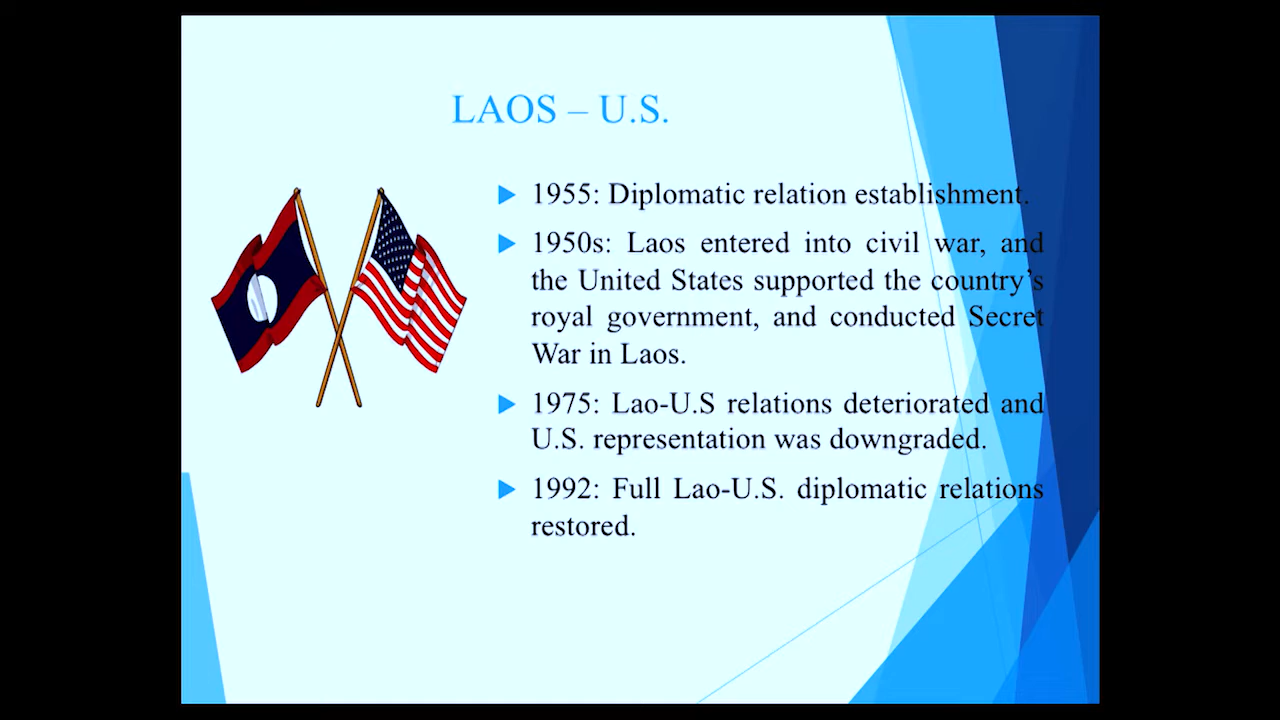 LAOS – U.S.
1955: Diplomatic relation establishment.
1950s: Laos entered into civil war, and
the United States supported the country’s
royal government, and conducted Secret
War in Laos.
1975: Lao-U.S relations deteriorated and
U.S. representation was downgraded.
1992: Full Lao-U.S. diplomatic relations
restored.